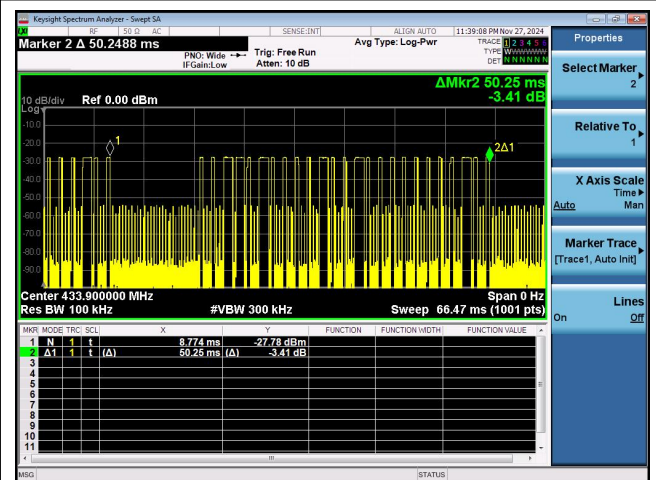 Keysight Spectrum Analyzer - Swept SA
RF 50 Ω AC SENSE:INT ALIGN AUTO 11:39:08 PM Nov 27, 2024
Marker 2 Δ 50.2488 ms
PNO: Wide
IFGain:Low
Trig: Free Run
Atten: 10 dB
Avg Type: Log-Pwr
TRACE 1 2 3 4 5 6
TYPE WWWWWW
DET N N N N N N
ΔMkr2 50.25 ms
-3.41 dB
10 dB/div Ref 0.00 dBm
Log
-10.0
-20.0
-30.0
-40.0
-50.0
-60.0
-70.0
-80.0
-90.0
1
2Δ1
Center 433.900000 MHz Span 0 Hz
Res BW 100 kHz #VBW 300 kHz Sweep 66.47 ms (1001 pts)
MKR MODE TRC SCL X Y FUNCTION FUNCTION WIDTH FUNCTION VALUE
1 N 1 t 8.774 ms -27.78 dBm
2 Δ1 1 t (Δ) 50.25 ms (Δ) -3.41 dB
3
4
5
6
7
8
9
10
11
MSG STATUS
Properties
Select Marker
2
Relative To
1
X Axis Scale
Time
Auto Man
Marker Trace
[Trace1, Auto Init]
Lines
On Off